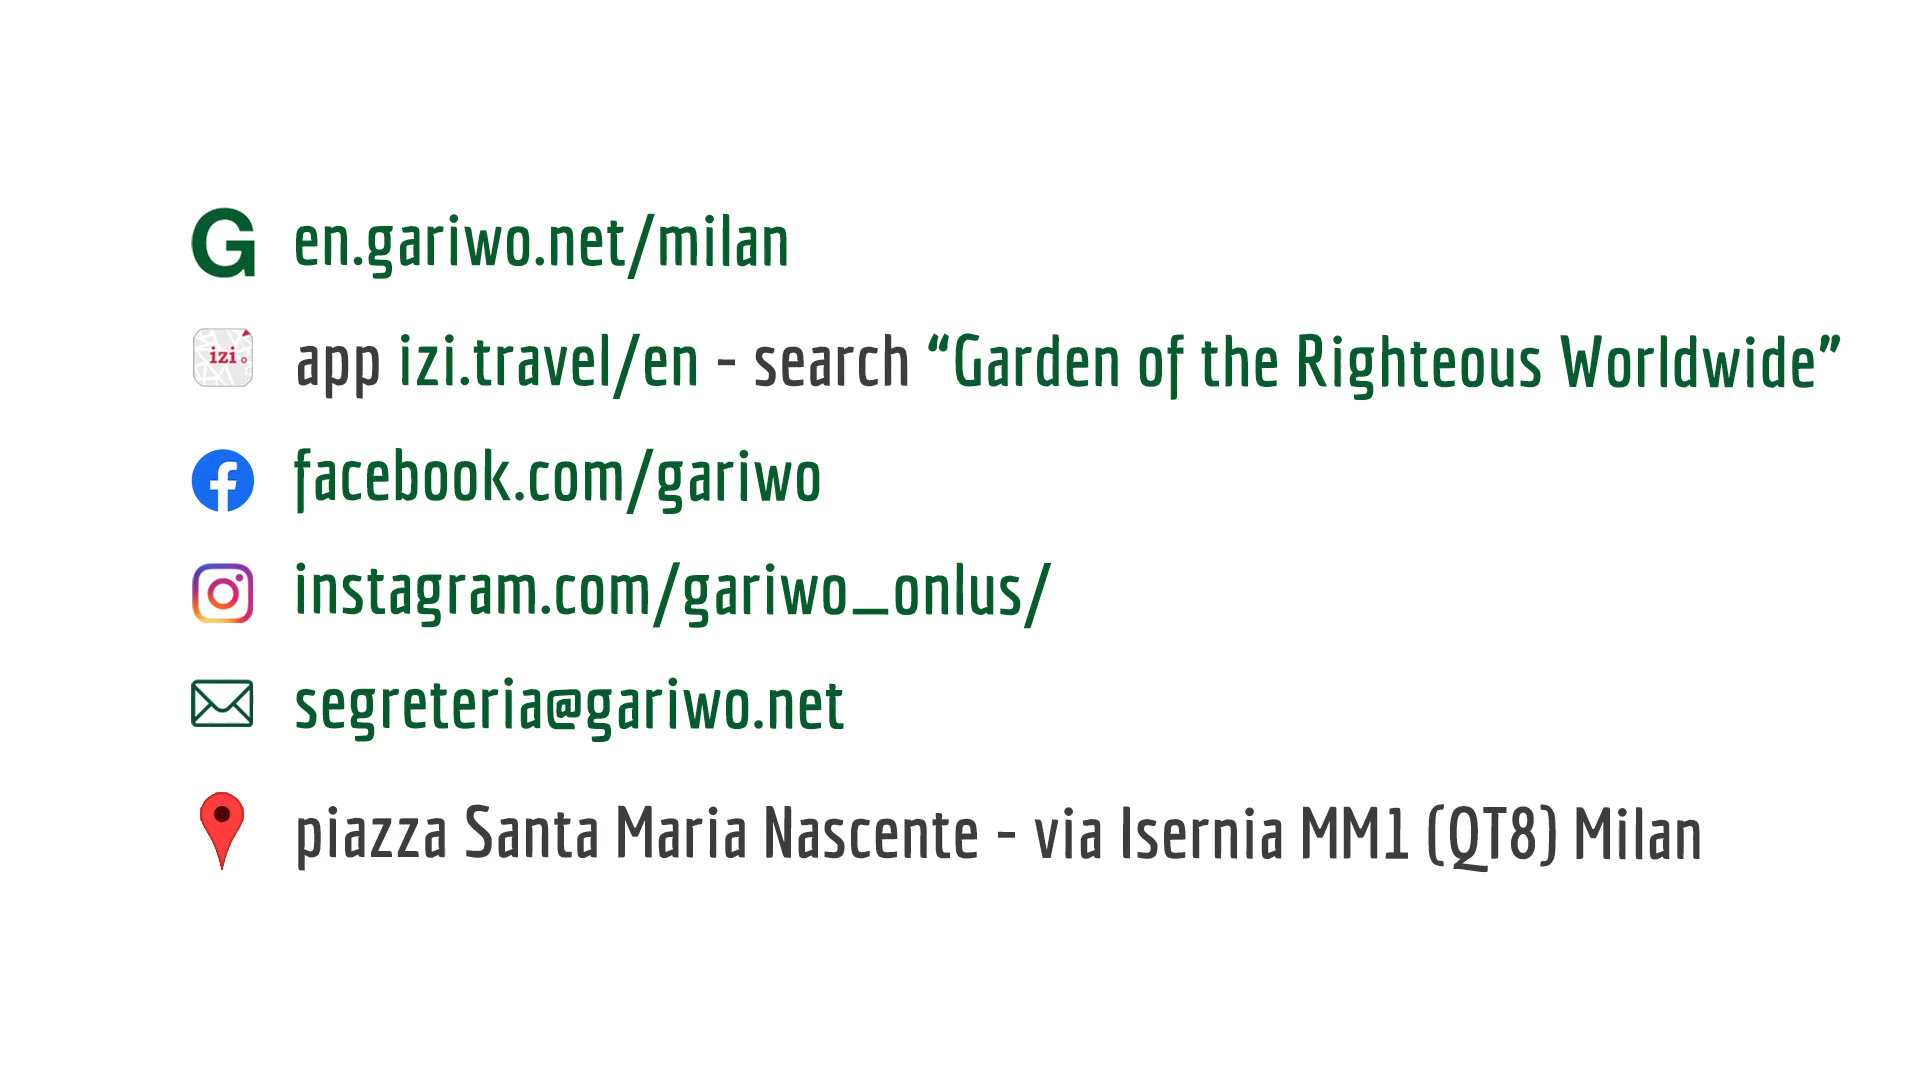 G en.gariwo.net/milan
izi app izi.travel/en - search “Garden of the Righteous Worldwide”
facebook.com/gariwo
instagram.com/gariwo_onlus/
segreteria@gariwo.net
piazza Santa Maria Nascente - via Isernia MM1 (QT8) Milan